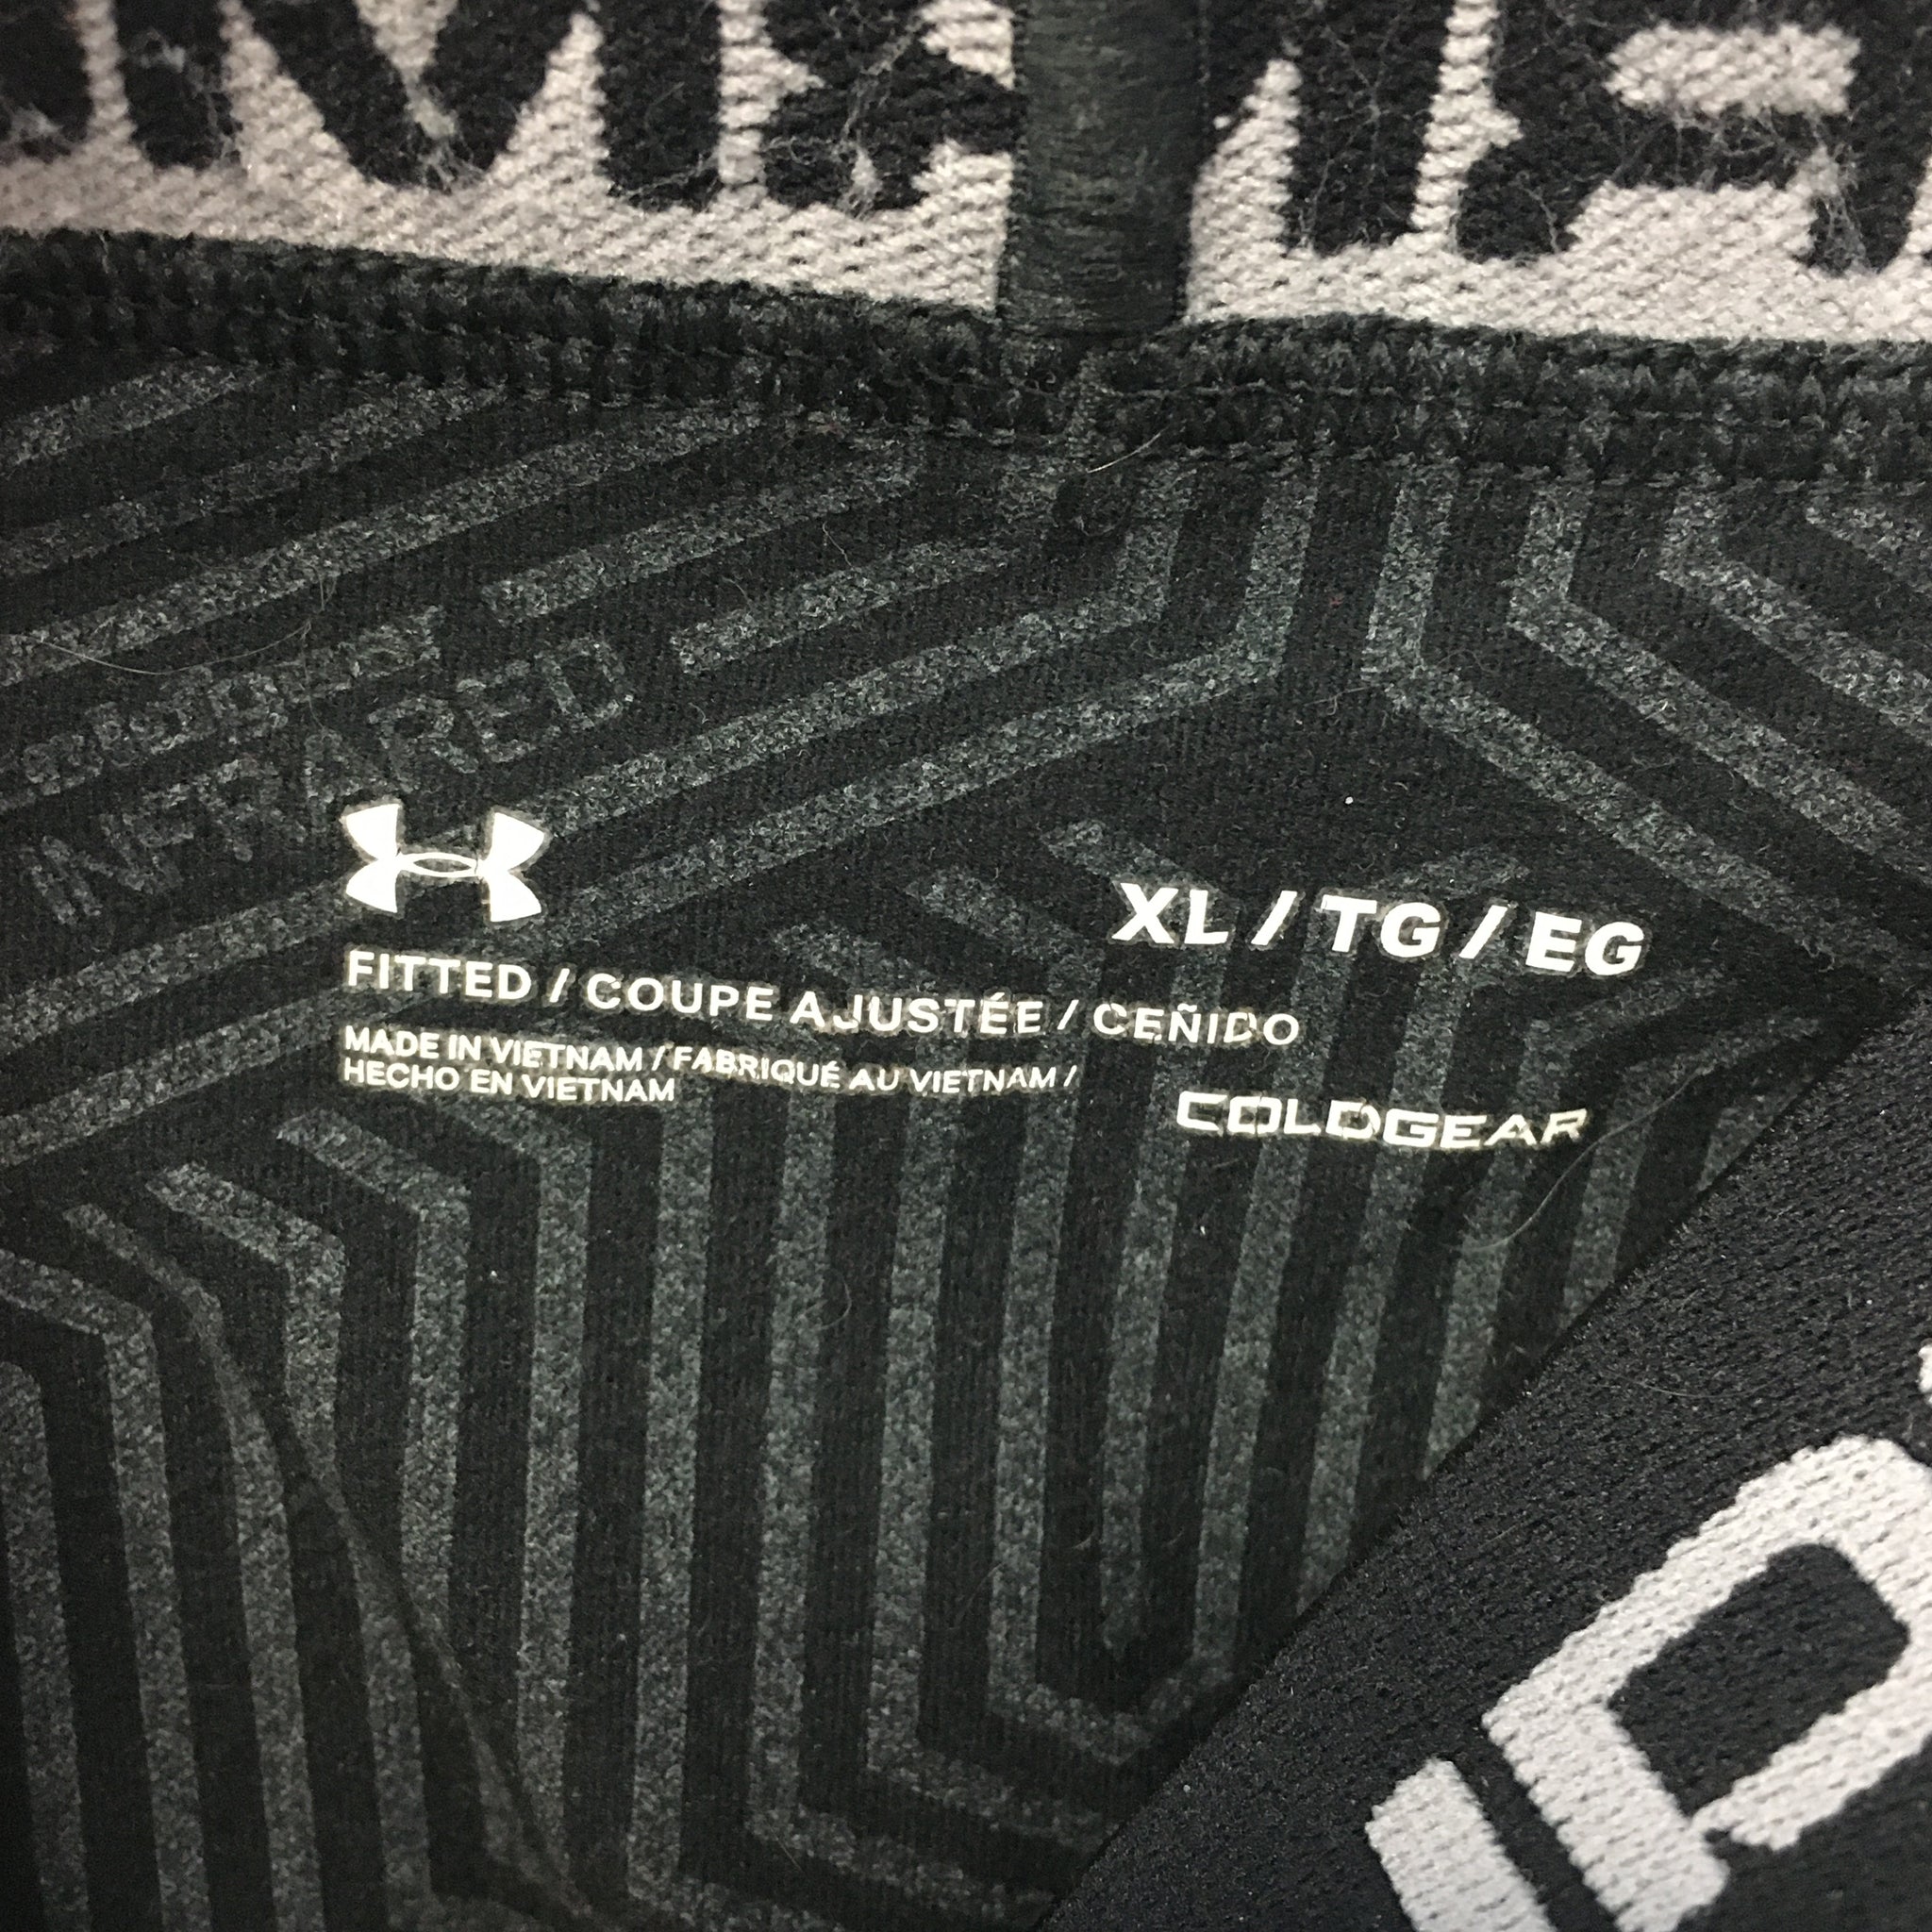 INFRARED
XL / TG / EG
FITTED / COUPE AJUSTÉE / CEÑIDO
MADE IN VIETNAM / FABRIQUÉ AU VIETNAM /
HECHO EN VIETNAM
COLDGEAR